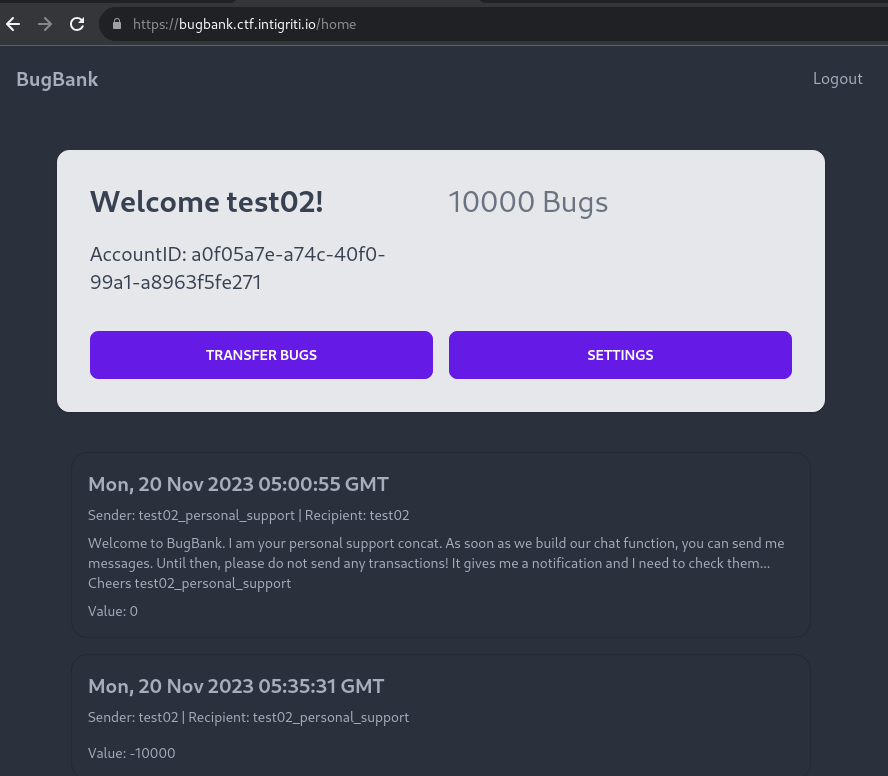 https://bugbank.ctf.intigriti.io/home
BugBank
Logout
Welcome test02!
10000 Bugs
AccountID: a0f05a7e-a74c-40f0-
99a1-a8963f5fe271
TRANSFER BUGS
SETTINGS
Mon, 20 Nov 2023 05:00:55 GMT
Sender: test02_personal_support | Recipient: test02
Welcome to BugBank. I am your personal support concat. As soon as we build our chat function, you can send me
messages. Until then, please do not send any transactions! It gives me a notification and I need to check them...
Cheers test02_personal_support
Value: 0
Mon, 20 Nov 2023 05:35:31 GMT
Sender: test02 | Recipient: test02_personal_support
Value: -10000